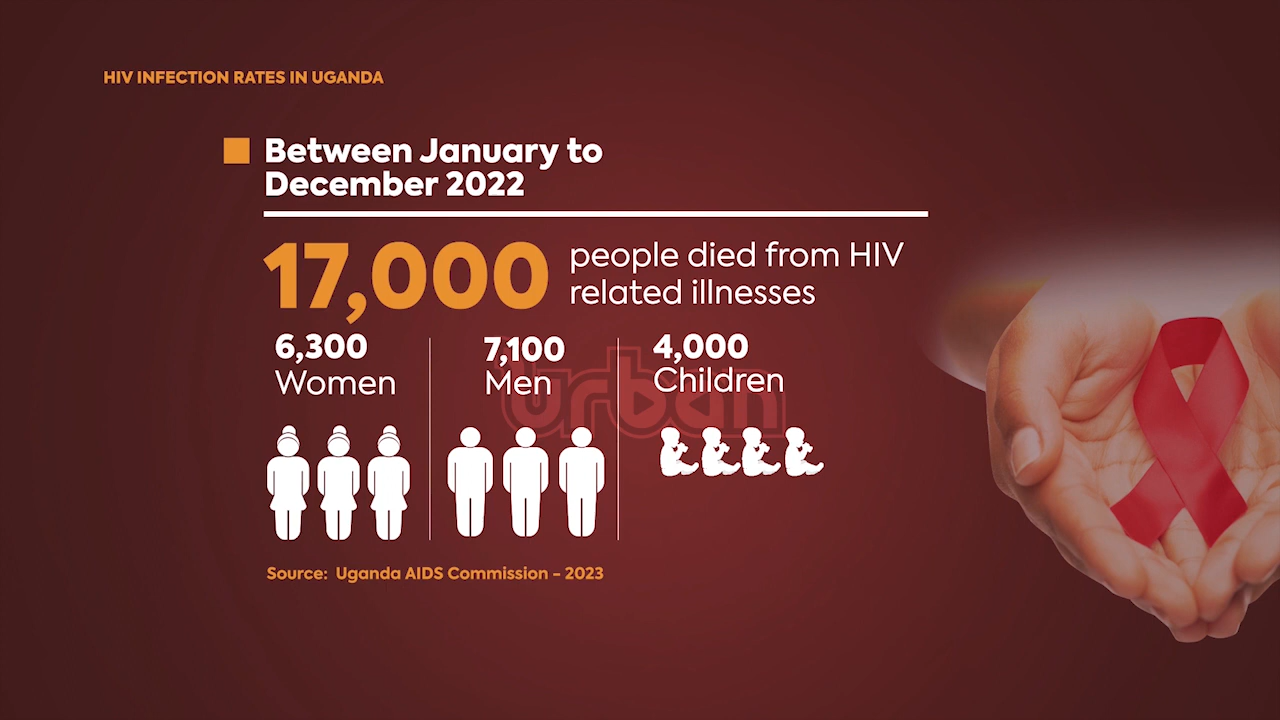 HIV INFECTION RATES IN UGANDA
Between January to
December 2022
17,000
people died from HIV
related illnesses
6,300
Women
7,100
Men
4,000
Children
urban
Source: Uganda AIDS Commission - 2023